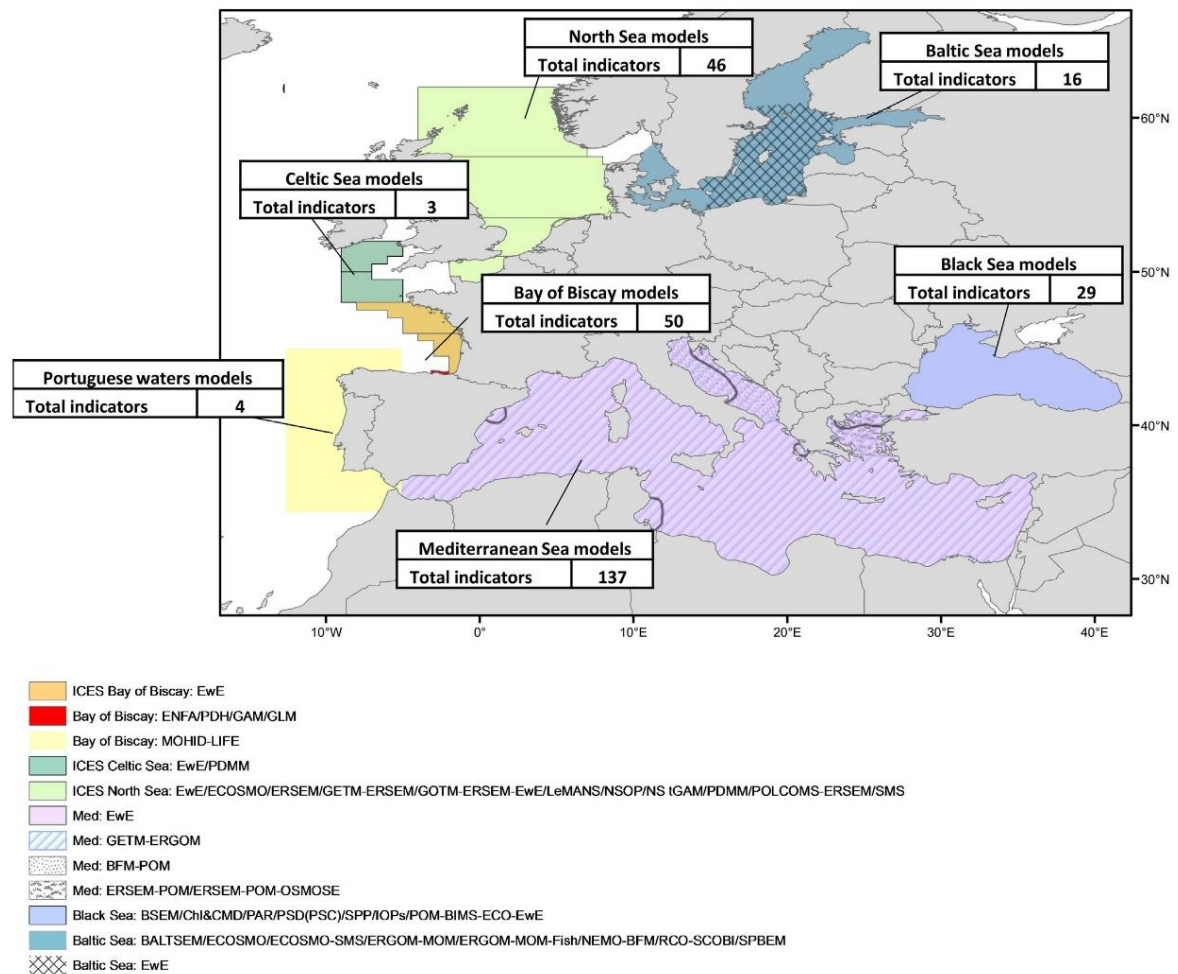 North Sea models
Total indicators 46
Baltic Sea models
Total indicators 16
60°N
Celtic Sea models
Total indicators 3
50°N
Black Sea models
Total indicators 29
Bay of Biscay models
Total indicators 50
Portuguese waters models
Total indicators 4
40°N
Mediterranean Sea models
Total indicators 137
30°N
10°W 0° 10°E 20°E 30°E 40°E
ICES Bay of Biscay: EwE
Bay of Biscay: ENFA/PDH/GAM/GLM
Bay of Biscay: MOHID-LIFE
ICES Celtic Sea: EwE/PDMM
ICES North Sea: EwE/ECOSMO/ERSEM/GETM-ERSEM/GOTM-ERSEM-EwE/LeMANS/NSOP/NS tGAM/PDMM/POLCOMS-ERSEM/SMS
Med: EwE
Med: GETM-ERGOM
Med: BFM-POM
Med: ERSEM-POM/ERSEM-POM-OSMOSE
Black Sea: BSEM/Chl&CMD/PAR/PSD(PSC)/SPP/IOPs/POM-BIMS-ECO-EwE
Baltic Sea: BALTSEM/ECOSMO/ECOSMO-SMS/ERGOM-MOM/ERGOM-MOM-Fish/NEMO-BFM/RCO-SCOBI/SPBEM
Baltic Sea: EwE